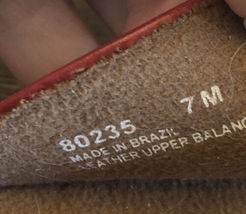 80235 7 M
MADE IN BRAZIL
LEATHER UPPER BALANC